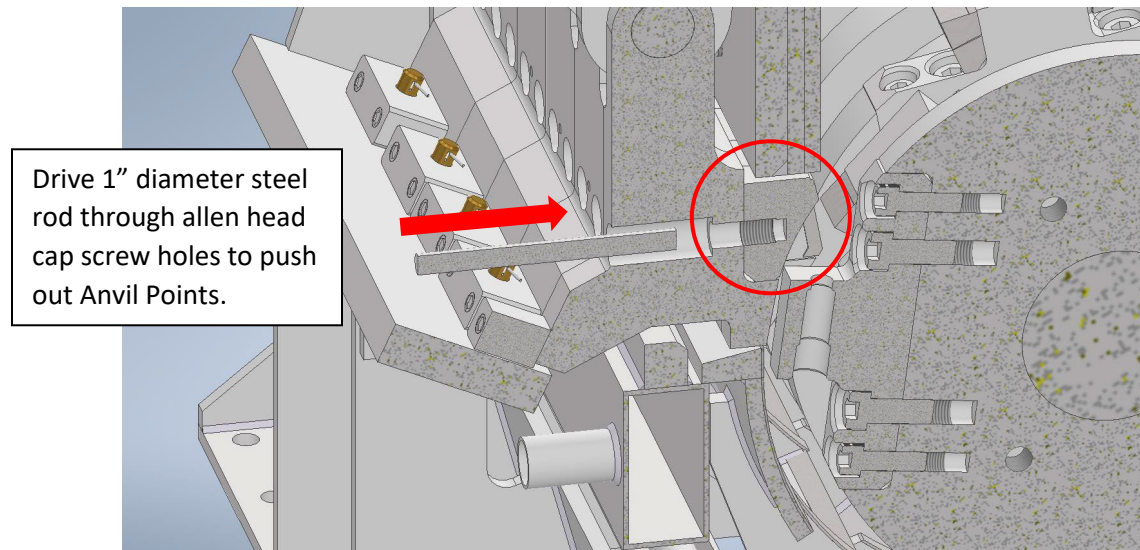 Drive 1” diameter steel
rod through allen head
cap screw holes to push
out Anvil Points.